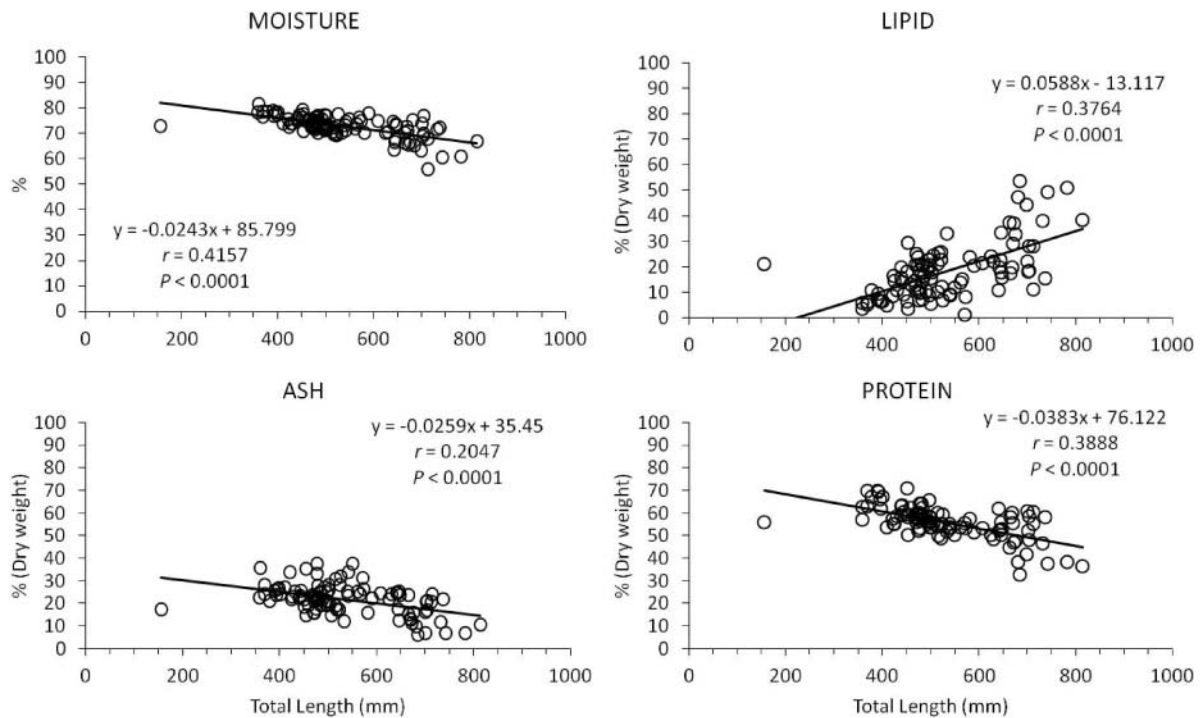 MOISTURE
100
90
80
70
60
50
40
30
20
10
0
%
y = -0.0243x + 85.799
r = 0.4157
P < 0.0001
0 200 400 600 800 1000
LIPID
100
90
80
70
60
50
40
30
20
10
0
% (Dry weight)
y = 0.0588x - 13.117
r = 0.3764
P < 0.0001
0 200 400 600 800 1000
ASH
100
90
80
70
60
50
40
30
20
10
0
% (Dry weight)
y = -0.0259x + 35.45
r = 0.2047
P < 0.0001
0 200 400 600 800 1000
Total Length (mm)
PROTEIN
100
90
80
70
60
50
40
30
20
10
0
% (Dry weight)
y = -0.0383x + 76.122
r = 0.3888
P < 0.0001
0 200 400 600 800 1000
Total Length (mm)